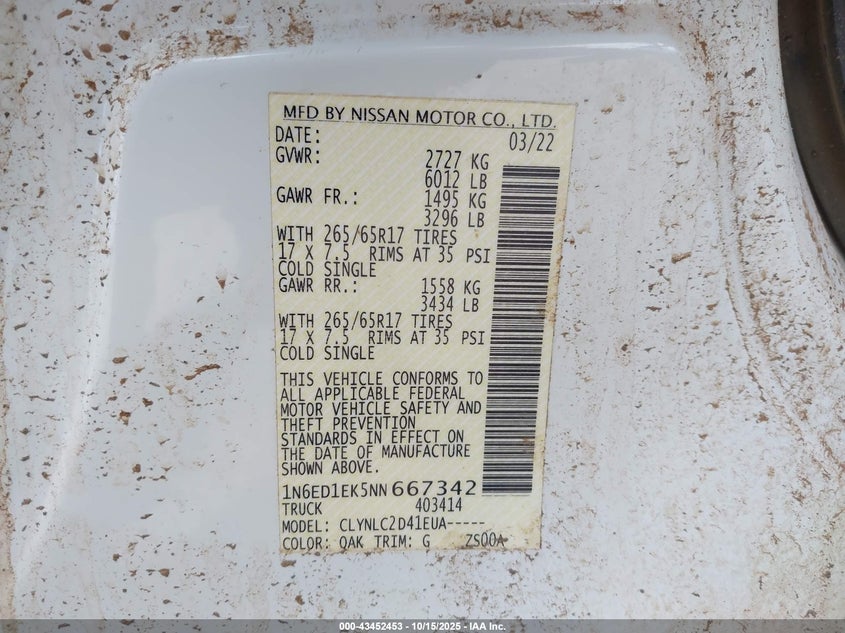 MFD BY NISSAN MOTOR CO., LTD.
DATE: 03/22
GVWR: 2727 KG
6012 LB
GAWR FR.: 1495 KG
3296 LB
WITH 265/65R17 TIRES
17 X 7.5 RIMS AT 35 PSI
COLD SINGLE
GAWR RR.: 1558 KG
3434 LB
WITH 265/65R17 TIRES
17 X 7.5 RIMS AT 35 PSI
COLD SINGLE
THIS VEHICLE CONFORMS TO
ALL APPLICABLE FEDERAL
MOTOR VEHICLE SAFETY AND
THEFT PREVENTION
STANDARDS IN EFFECT ON
THE DATE OF MANUFACTURE
SHOWN ABOVE.
1N6ED1EK5NN667342
TRUCK 403414
MODEL: CLYNLC2D41EUA-----
COLOR: QAK TRIM: G ZS00A
000-43452453 - 10/15/2025 - IAA Inc.